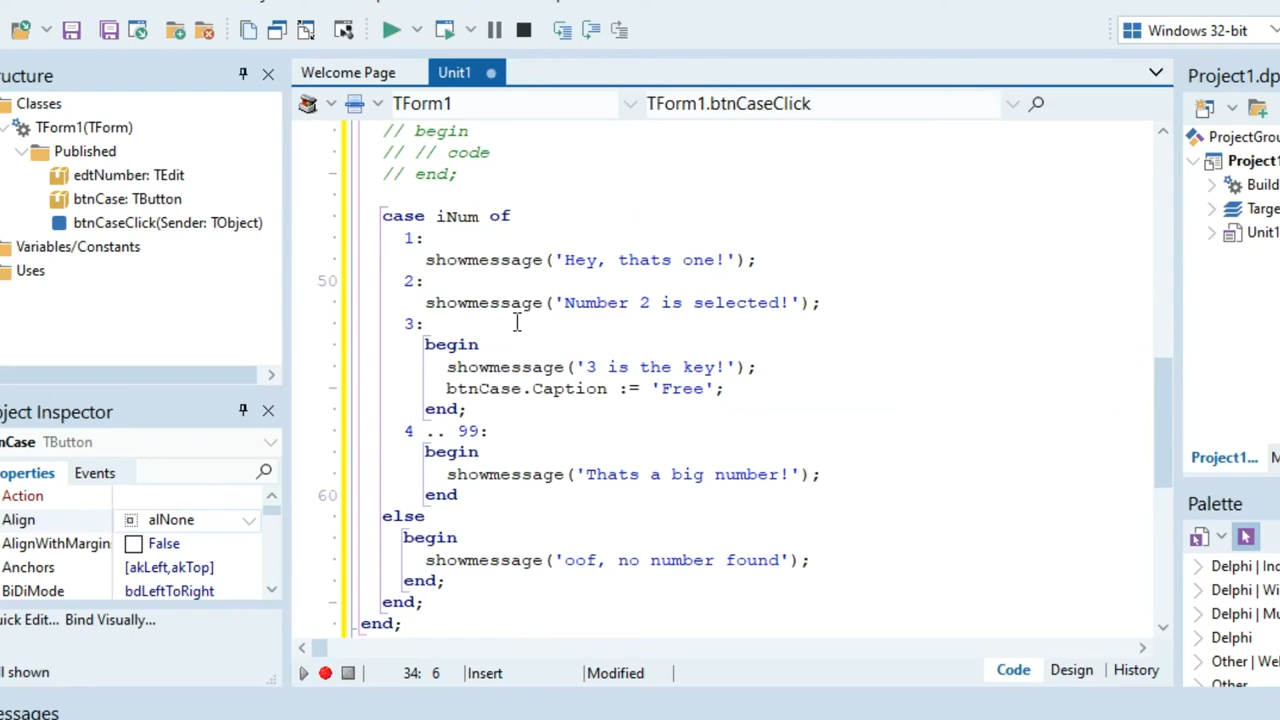 Windows 32-bit
ructure
Classes
TForm1(TForm)
Published
edtNumber: TEdit
btnCase: TButton
btnCaseClick(Sender: TObject)
Variables/Constants
Uses
oject Inspector
nCase TButton
operties Events
Action
Align alNone
AlignWithMargin False
Anchors [akLeft,akTop]
BiDiMode bdLeftToRight
uick Edit... Bind Visually...
ll shown
essages
Welcome Page Unit1
TForm1 TForm1.btnCaseClick
// begin
// // code
// end;
case iNum of
1:
showmessage('Hey, thats one!');
50 2:
showmessage('Number 2 is selected!');
3:
begin
showmessage('3 is the key!');
btnCase.Caption := 'Free';
end;
4 .. 99:
begin
showmessage('Thats a big number!');
60 end
else
begin
showmessage('oof, no number found');
end;
end;
end;
34: 6 Insert Modified Code Design History
Project1.dp
ProjectGrou
Project1
Build
Targe
Unit1
Project1... M
Palette
Delphi | Ind
Delphi | Wi
Delphi | Mu
Delphi
Other | Wel
Other